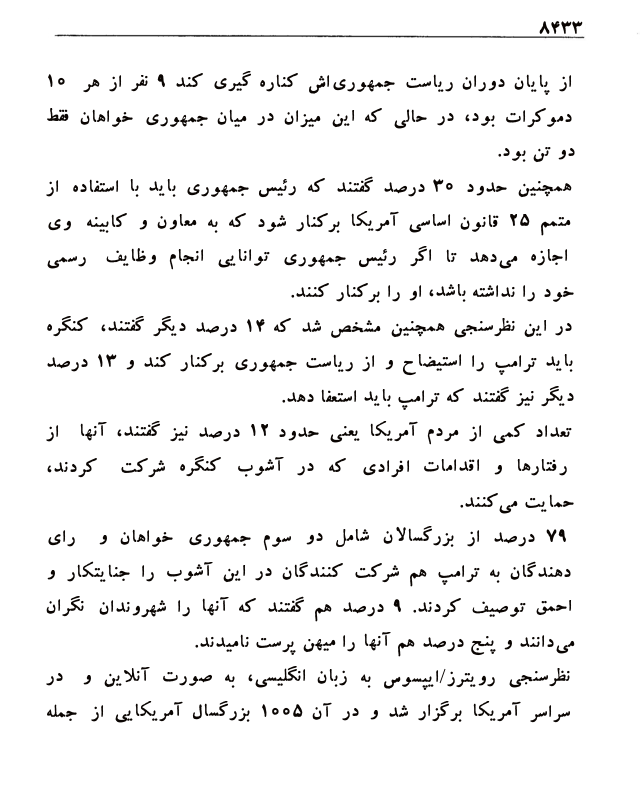 ۸۴۳۳
از پایان دوران ریاست جمهوری‌اش کناره گیری کند ۹ نفر از هر ۱۰
دموکرات بود، در حالی که این میزان در میان جمهوری خواهان فقط
دو تن بود.
همچنین حدود ۳۰ درصد گفتند که رئیس جمهوری باید با استفاده از
متمم ۲۵ قانون اساسی آمریکا برکنار شود که به معاون و کابینه وی
اجازه می‌دهد تا اگر رئیس جمهوری توانایی انجام وظایف رسمی
خود را نداشته باشد، او را برکنار کنند.
در این نظرسنجی همچنین مشخص شد که ۱۴ درصد دیگر گفتند، کنگره
باید ترامپ را استیضاح و از ریاست جمهوری برکنار کند و ۱۳ درصد
دیگر نیز گفتند که ترامپ باید استعفا دهد.
تعداد کمی از مردم آمریکا یعنی حدود ۱۲ درصد نیز گفتند، آنها از
رفتارها و اقدامات افرادی که در آشوب کنگره شرکت کردند،
حمایت می‌کنند.
۷۹ درصد از بزرگسالان شامل دو سوم جمهوری خواهان و رای
دهندگان به ترامپ هم شرکت کنندگان در این آشوب را جنایتکار و
احمق توصیف کردند. ۹ درصد هم گفتند که آنها را شهروندان نگران
می‌دانند و پنج درصد هم آنها را میهن پرست نامیدند.
نظرسنجی رویترز/ایپسوس به زبان انگلیسی، به صورت آنلاین و در
سراسر آمریکا برگزار شد و در آن ۱۰۰۵ بزرگسال آمریکایی از جمله